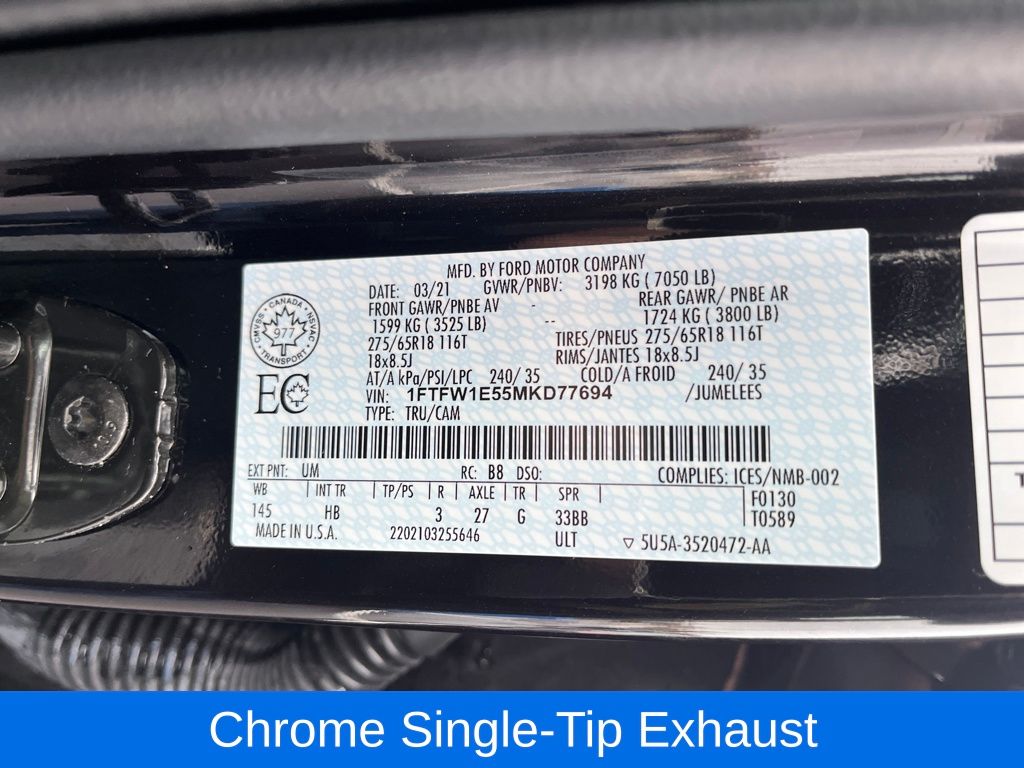 MFD. BY FORD MOTOR COMPANY
DATE: 03/21 GVWR/PNBV: 3198 KG ( 7050 LB)
FRONT GAWR/PNBE AV - REAR GAWR/ PNBE AR
1599 KG ( 3525 LB) -- 1724 KG ( 3800 LB)
275/65R18 116T TIRES/PNEUS 275/65R18 116T
18x8.5J RIMS/JANTES 18x8.5J
AT/A kPa/PSI/LPC 240/ 35 COLD/A FROID 240/ 35
VIN: 1FTFW1E55MKD77694 /JUMELEES
TYPE: TRU/CAM
CANADA
CMVSS NSVAC
977
TRANSPORT
EC
EXT PNT: UM RC: B8 DSO: COMPLIES: ICES/NMB-002
WB INT TR TP/PS R AXLE TR SPR F0130
145 HB 3 27 G 33BB T0589
MADE IN U.S.A. 2202103255646 ULT ▽ 5U5A-3520472-AA
Chrome Single-Tip Exhaust